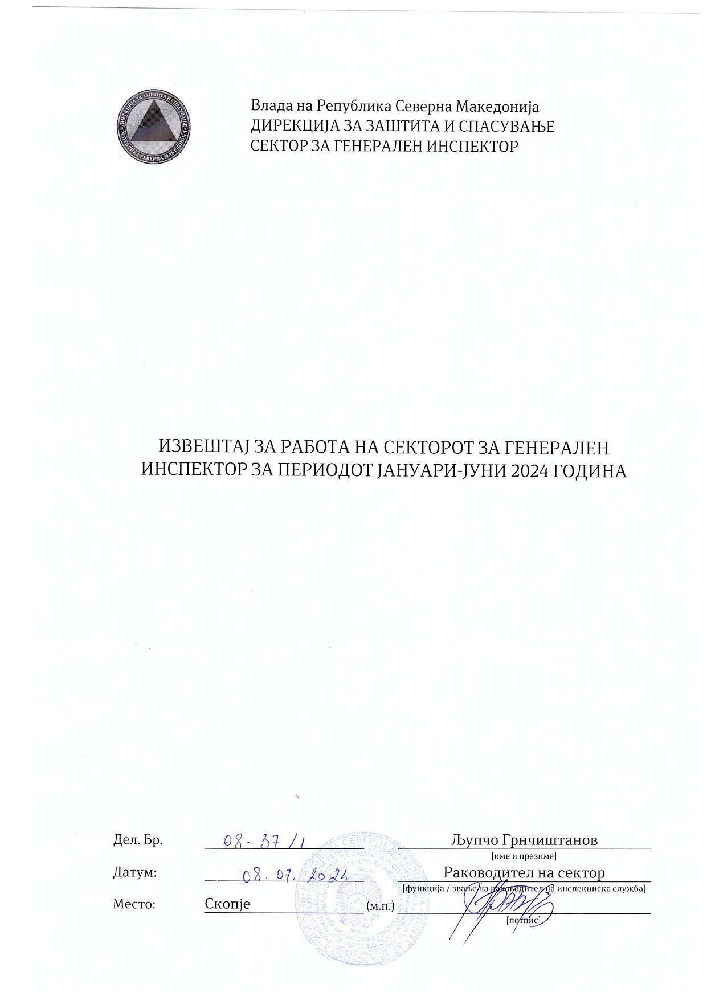 ДИРЕКЦИЈА ЗА ЗАШТИТА И СПАСУВАЊЕ
РЕПУБЛИКА СЕВЕРНА МАКЕДОНИЈА
Влада на Република Северна Македонија
ДИРЕКЦИЈА ЗА ЗАШТИТА И СПАСУВАЊЕ
СЕКТОР ЗА ГЕНЕРАЛЕН ИНСПЕКТОР
ИЗВЕШТАЈ ЗА РАБОТА НА СЕКТОРОТ ЗА ГЕНЕРАЛЕН
ИНСПЕКТОР ЗА ПЕРИОДОТ ЈАНУАРИ-ЈУНИ 2024 ГОДИНА
Дел. Бр. 08-37/1 Љупчо Грнчиштанов
[име и презиме]
Датум: 08.07.2024 Раководител на сектор
[функција / звање на раководител на инспекциска служба]
Место: Скопје (м.п.)
[потпис]